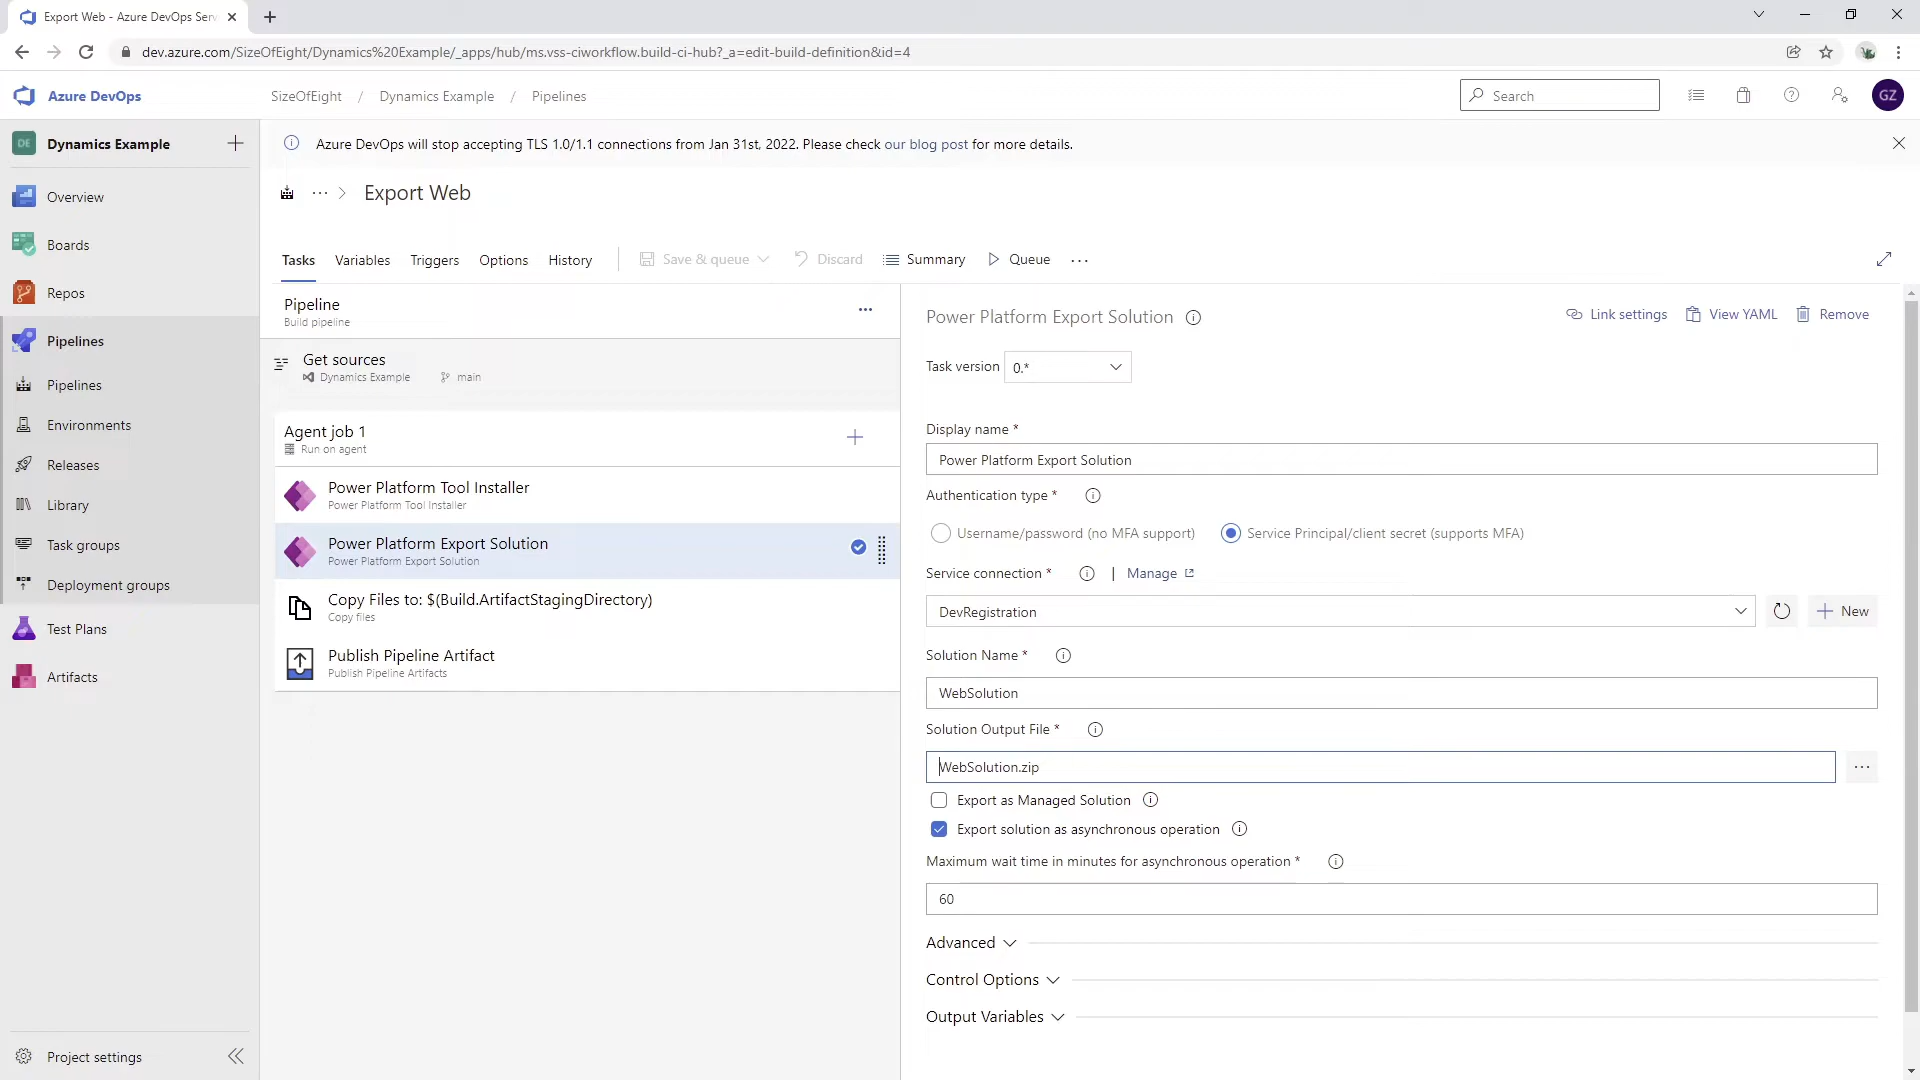 Export Web - Azure DevOps Serv
dev.azure.com/SizeOfEight/Dynamics%20Example/_apps/hub/ms.vss-ciworkflow.build-ci-hub?_a=edit-build-definition&id=4
Azure DevOps
SizeOfEight / Dynamics Example / Pipelines
Search
GZ
DE
Dynamics Example
Azure DevOps will stop accepting TLS 1.0/1.1 connections from Jan 31st, 2022. Please check our blog post for more details.
Overview
Boards
Repos
Pipelines
Pipelines
Environments
Releases
Library
Task groups
Deployment groups
Test Plans
Artifacts
Project settings
Export Web
Tasks Variables Triggers Options History Save & queue Discard Summary Queue
Pipeline
Build pipeline
Get sources
Dynamics Example main
Agent job 1
Run on agent
Power Platform Tool Installer
Power Platform Tool Installer
Power Platform Export Solution
Power Platform Export Solution
Copy Files to: $(Build.ArtifactStagingDirectory)
Copy files
Publish Pipeline Artifact
Publish Pipeline Artifacts
Power Platform Export Solution
Link settings View YAML Remove
Task version 0.*
Display name *
Power Platform Export Solution
Authentication type *
Username/password (no MFA support) Service Principal/client secret (supports MFA)
Service connection * | Manage
DevRegistration
New
Solution Name *
WebSolution
Solution Output File *
WebSolution.zip
Export as Managed Solution
Export solution as asynchronous operation
Maximum wait time in minutes for asynchronous operation *
60
Advanced
Control Options
Output Variables